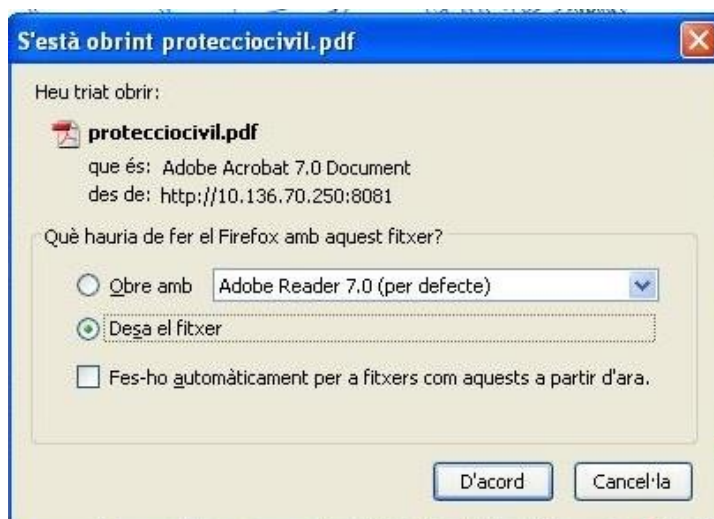 S'està obrint protecciocivil.pdf
Heu triat obrir:
protecciocivil.pdf
que és: Adobe Acrobat 7.0 Document
des de: http://10.136.70.250:8081
Què hauria de fer el Firefox amb aquest fitxer?
Obre amb Adobe Reader 7.0 (per defecte)
Desa el fitxer
Fes-ho automàticament per a fitxers com aquests a partir d'ara.
D'acord Cancel·la